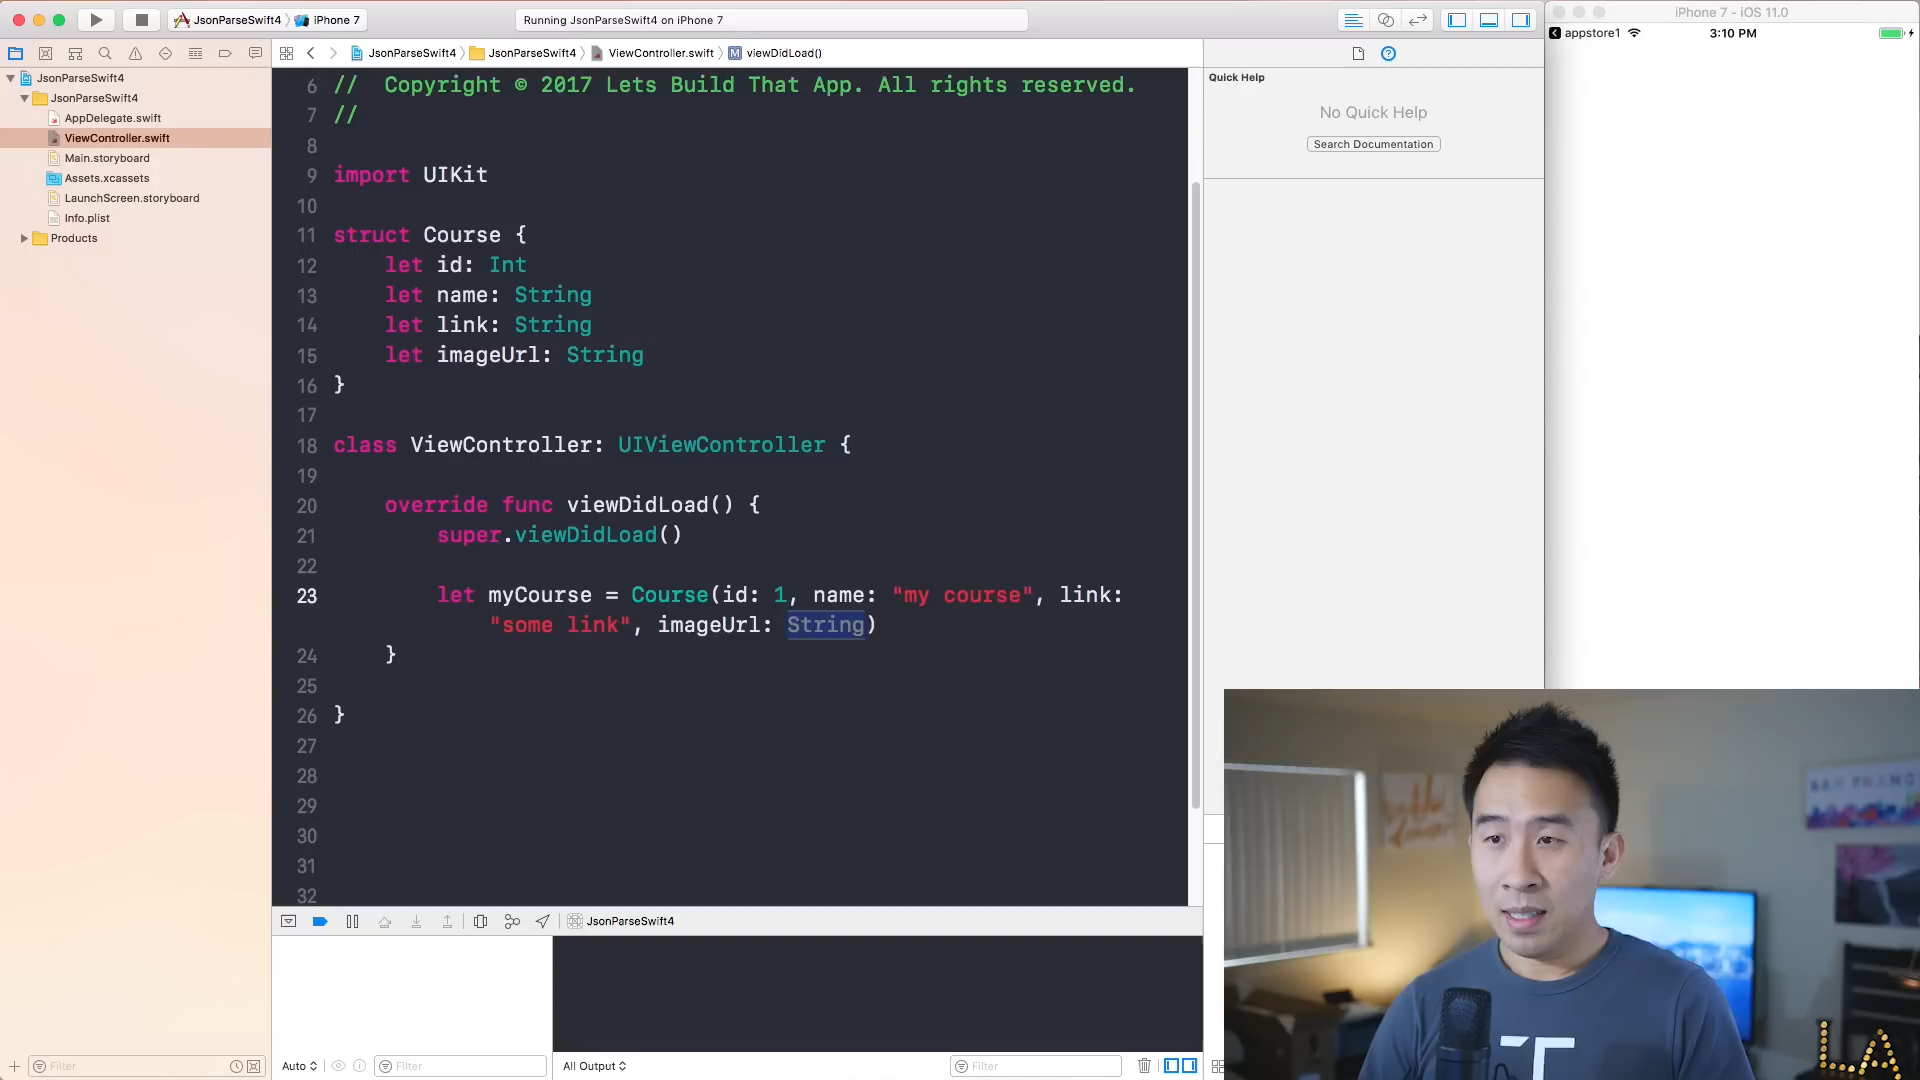 JsonParseSwift4 iPhone 7
Running JsonParseSwift4 on iPhone 7
iPhone 7 - iOS 11.0
appstore1
3:10 PM
JsonParseSwift4
JsonParseSwift4
AppDelegate.swift
ViewController.swift
Main.storyboard
Assets.xcassets
LaunchScreen.storyboard
Info.plist
Products
JsonParseSwift4 JsonParseSwift4 ViewController.swift M viewDidLoad()
6 // Copyright © 2017 Lets Build That App. All rights reserved.
7 //
8
9 import UIKit
10
11 struct Course {
12 let id: Int
13 let name: String
14 let link: String
15 let imageUrl: String
16 }
17
18 class ViewController: UIViewController {
19
20 override func viewDidLoad() {
21 super.viewDidLoad()
22
23 let myCourse = Course(id: 1, name: "my course", link:
"some link", imageUrl: String)
24 }
25
26 }
27
28
29
30
31
32
Quick Help
No Quick Help
Search Documentation
JsonParseSwift4
Filter
Auto
Filter
All Output
Filter
LA